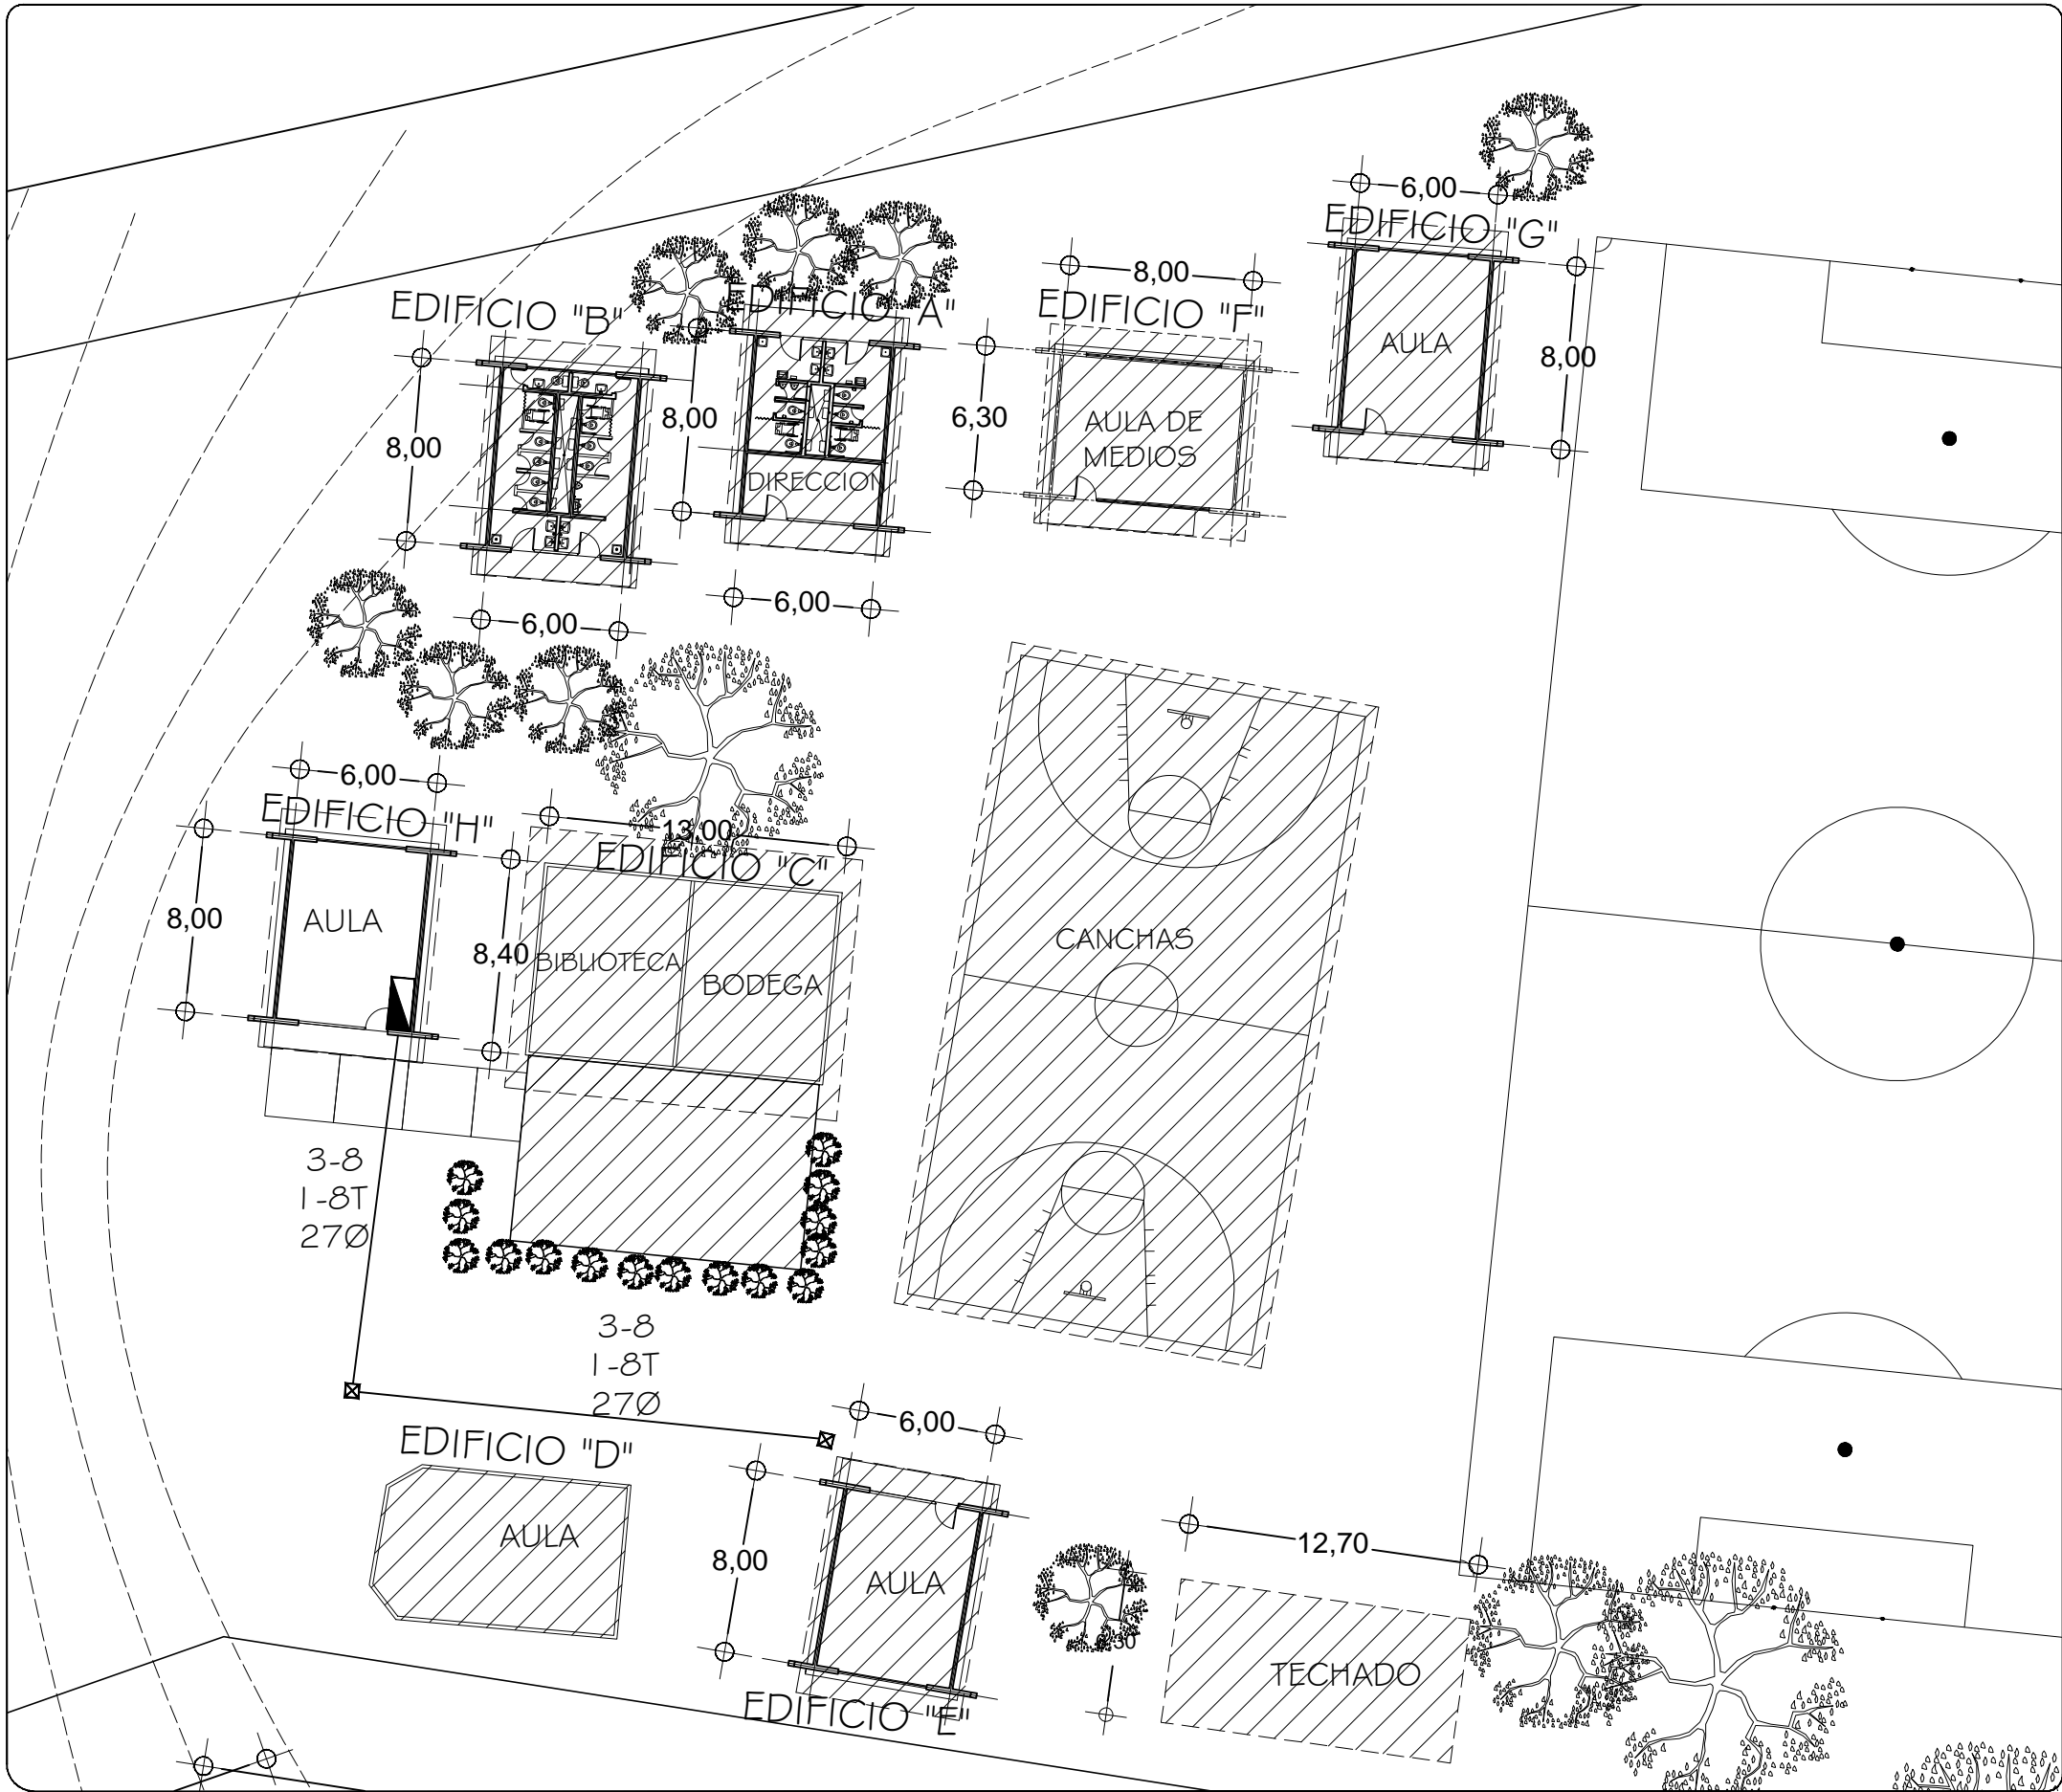 6,00
EDIFICIO "G"
AULA
8,00
8,00
EDIFICIO "F"
6,30
AULA DE
MEDIOS
EDIFICIO "A"
8,00
DIRECCION
6,00
EDIFICIO "B"
8,00
6,00
6,00
EDIFICIO "H"
8,00
AULA
13,00
EDIFICIO "C"
8,40
BIBLIOTECA
BODEGA
CANCHAS
3-8
1-8T
27Ø
3-8
1-8T
27Ø
EDIFICIO "D"
AULA
6,00
8,00
AULA
EDIFICIO "E"
12,70
TECHADO